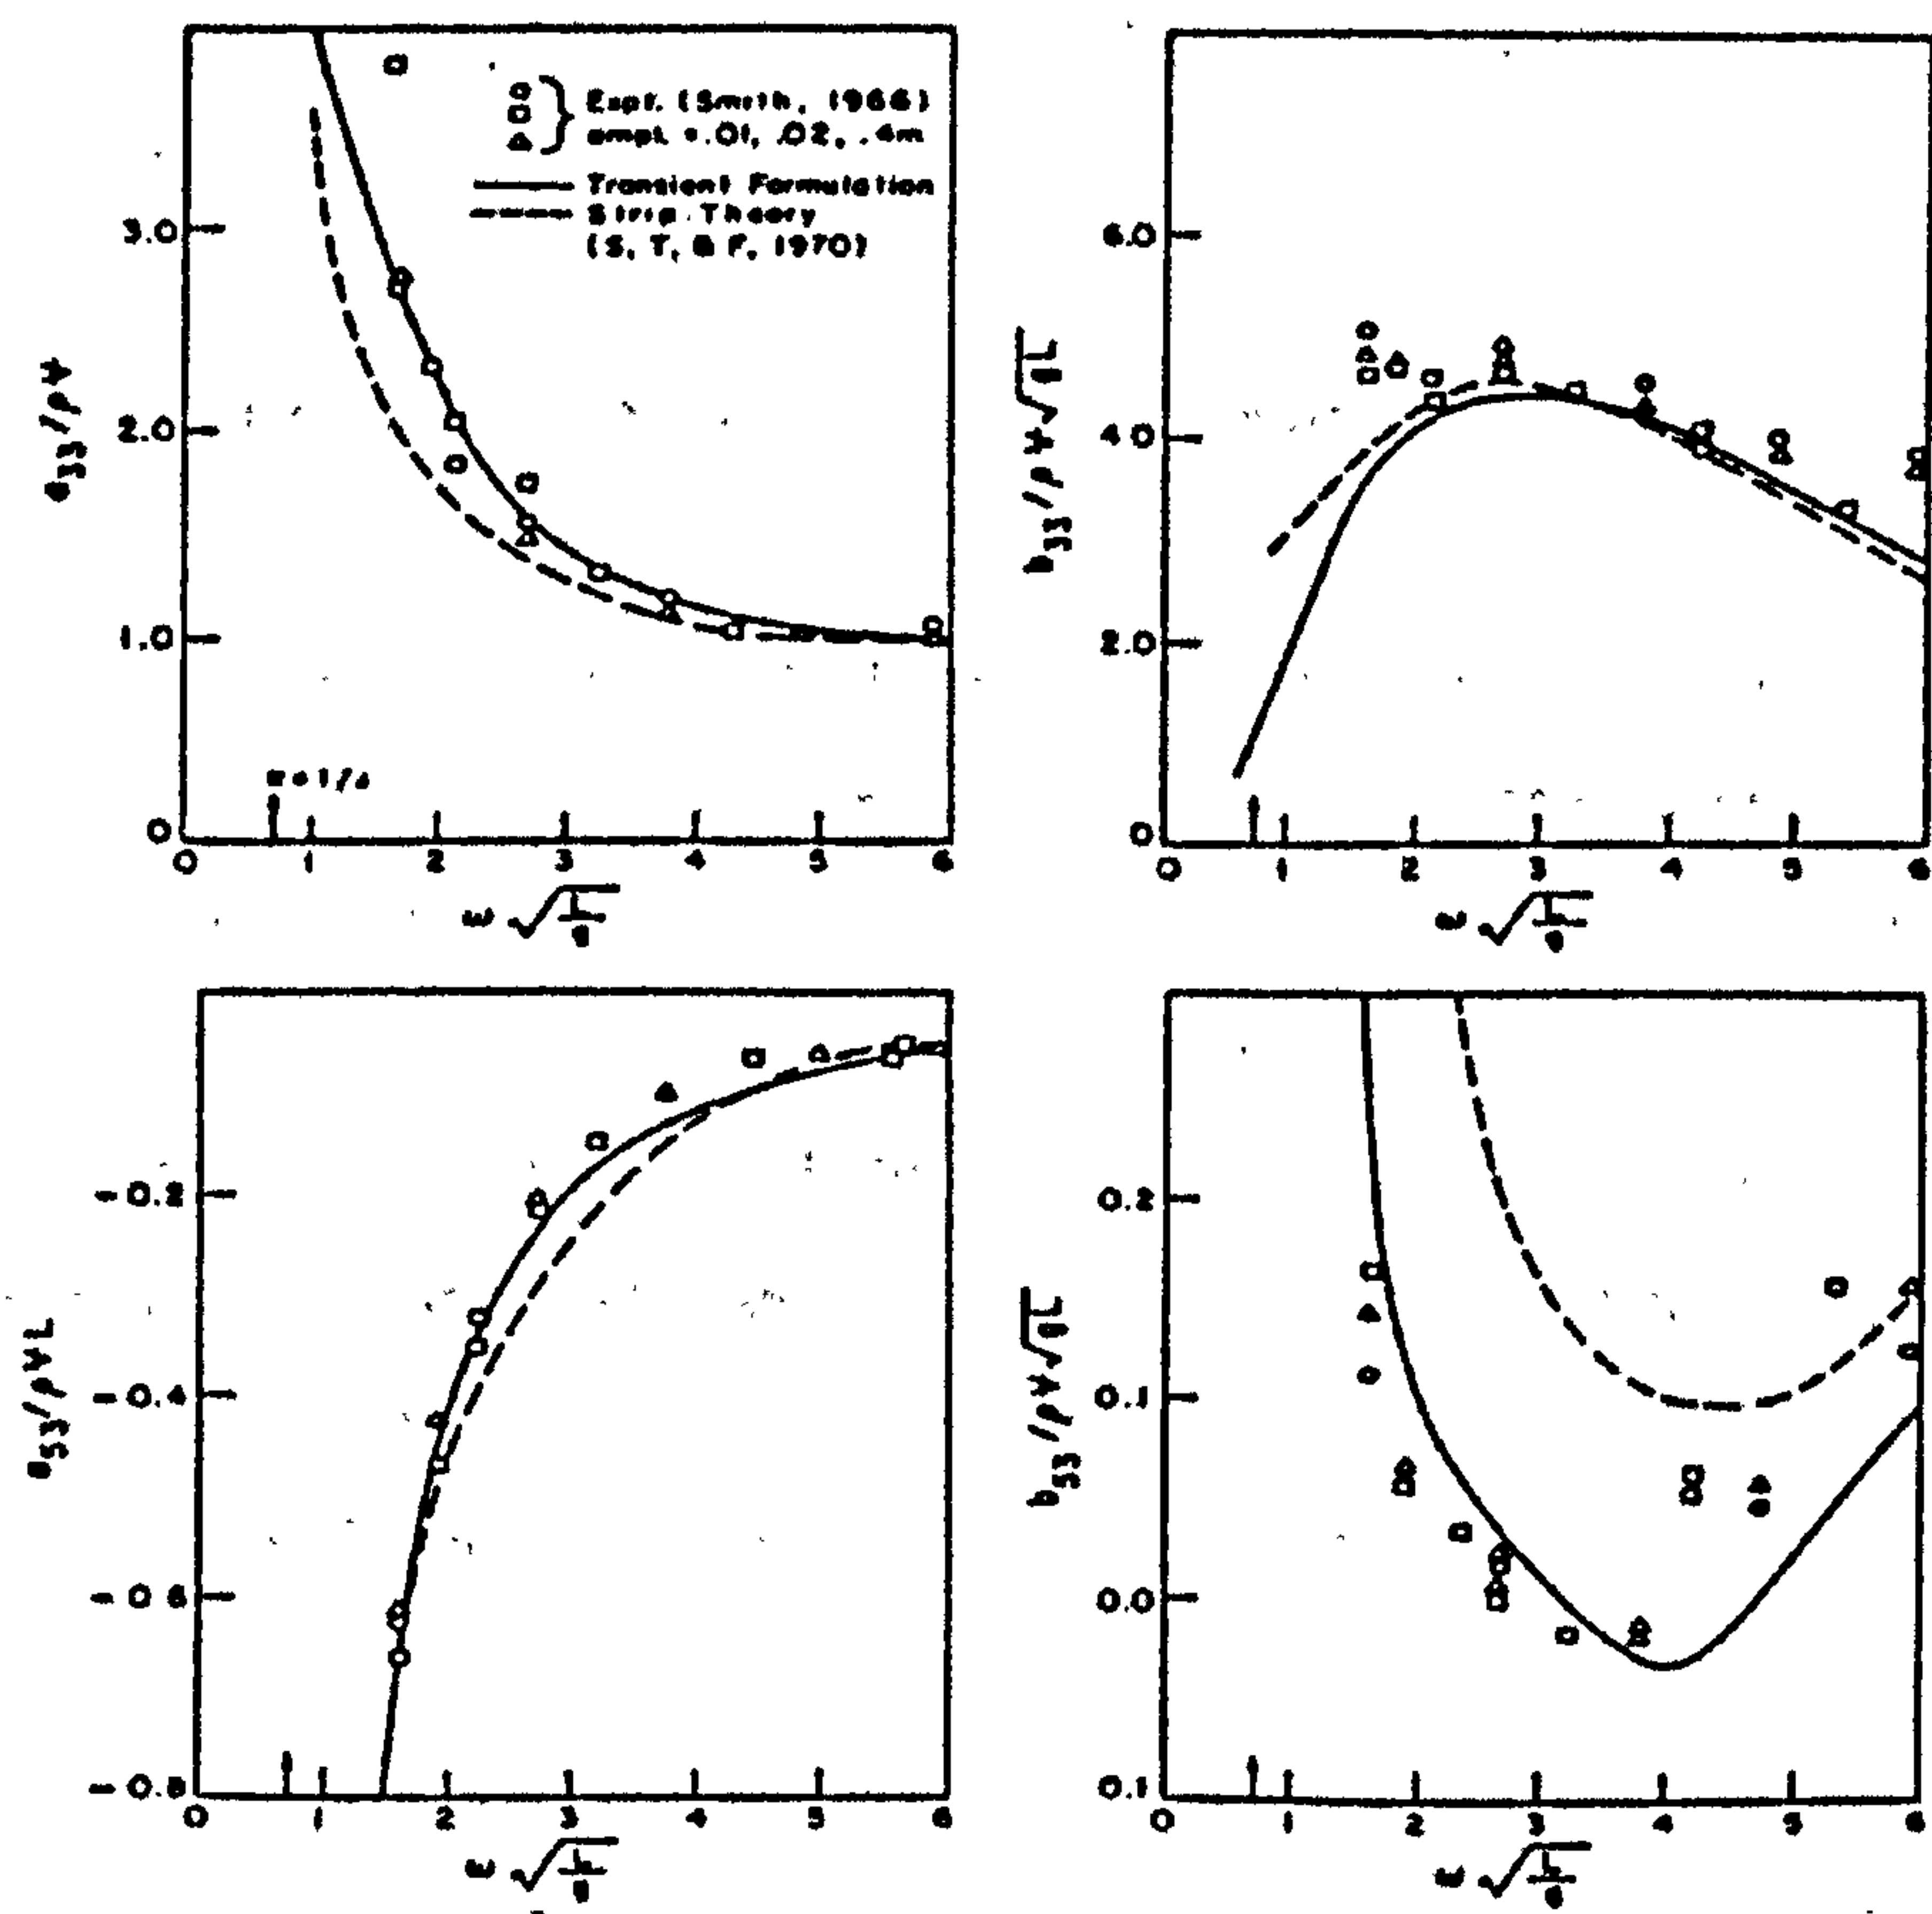 Expt. (Smith, 1966)
ampl = .01, .02, .4m
Transient Formulation
Strip Theory
(S, T, & F, 1970)
3.0
2.0
1.0
0
a33/ρ∀
τ=1/4
0 1 2 3 4 5 6
ω√L/g
6.0
4.0
2.0
0
b33/ρ∀√gL
0 1 2 3 4 5 6
ω√L/g
-0.2
-0.4
-0.6
-0.8
a53/ρ∀L
0 1 2 3 4 5 6
ω√L/g
0.2
0.1
0.0
0.1
b53/ρ∀√gL
0 1 2 3 4 5 6
ω√L/g